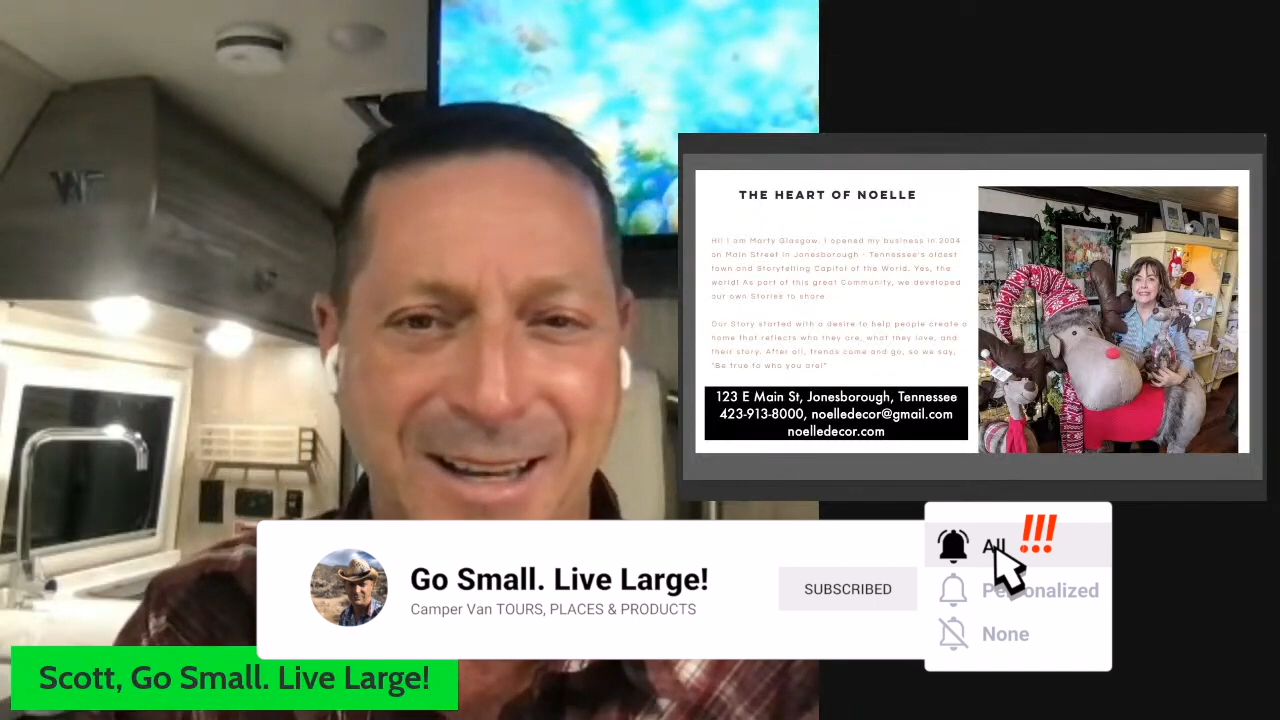 THE HEART OF NOELLE
Hi! I am Marty Glasgow. I opened my business in 2004
on Main Street in Jonesborough - Tennessee's oldest
town and Storytelling Capitol of the World. Yes, the
world! As part of this great Community, we developed
our own Stories to share
Our Story started with a desire to help people create a
home that reflects who they are, what they love, and
their story. After all, trends come and go, so we say,
"Be true to who you are!"
123 E Main St, Jonesborough, Tennessee
423-913-8000, noelledecor@gmail.com
noelledecor.com
Go Small. Live Large!
Camper Van TOURS, PLACES & PRODUCTS
SUBSCRIBED
All
!!!
Personalized
None
Scott, Go Small. Live Large!